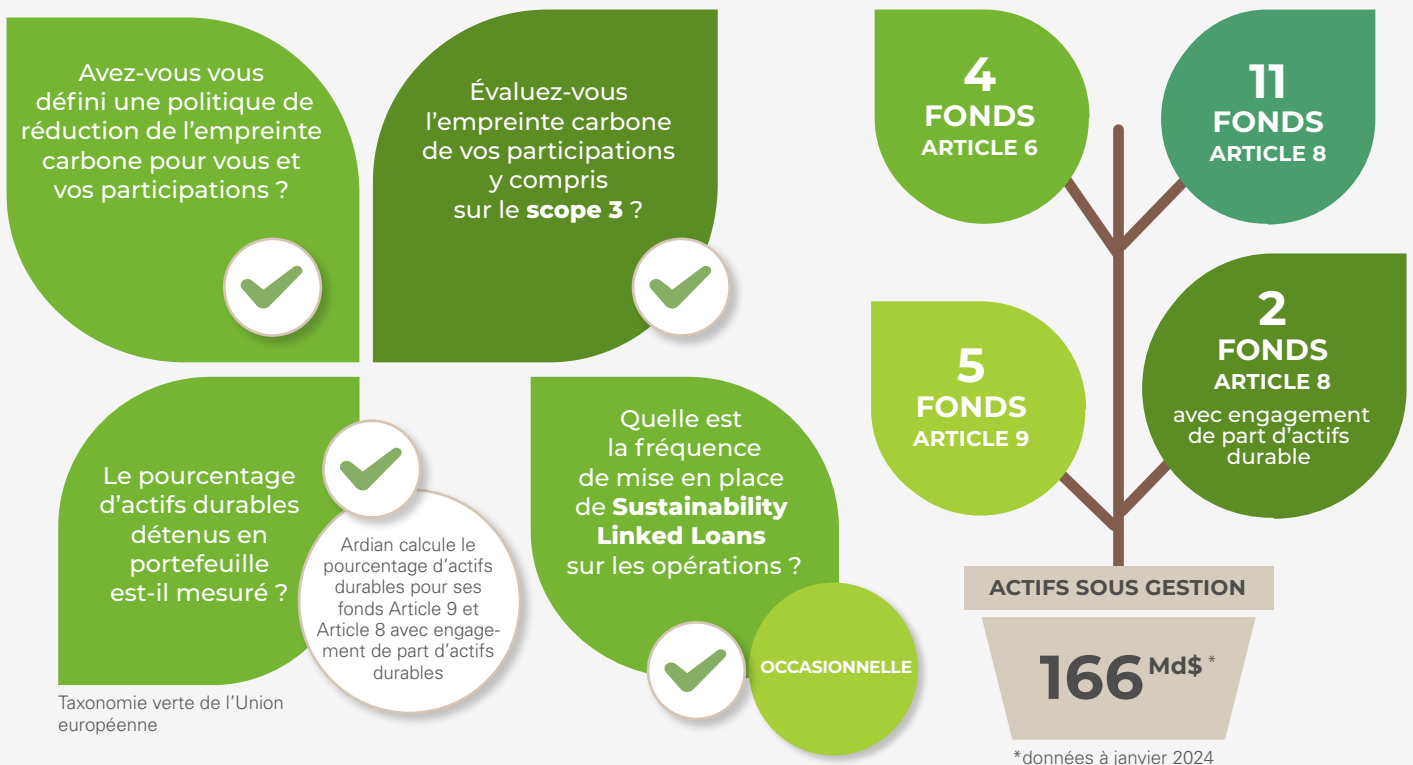 Avez-vous vous
défini une politique de
réduction de l'empreinte
carbone pour vous et
vos participations ?
Évaluez-vous
l'empreinte carbone
de vos participations
y compris
sur le scope 3 ?
Le pourcentage
d'actifs durables
détenus en
portefeuille
est-il mesuré ?
Ardian calcule le
pourcentage d'actifs
durables pour ses
fonds Article 9 et
Article 8 avec engage-
ment de part d'actifs
durables
Taxonomie verte de l'Union
européenne
Quelle est
la fréquence
de mise en place
de Sustainability
Linked Loans
sur les opérations ?
OCCASIONNELLE
4
FONDS
ARTICLE 6
11
FONDS
ARTICLE 8
5
FONDS
ARTICLE 9
2
FONDS
ARTICLE 8
avec engagement
de part d'actifs
durable
ACTIFS SOUS GESTION
166 Md$ *
*données à janvier 2024